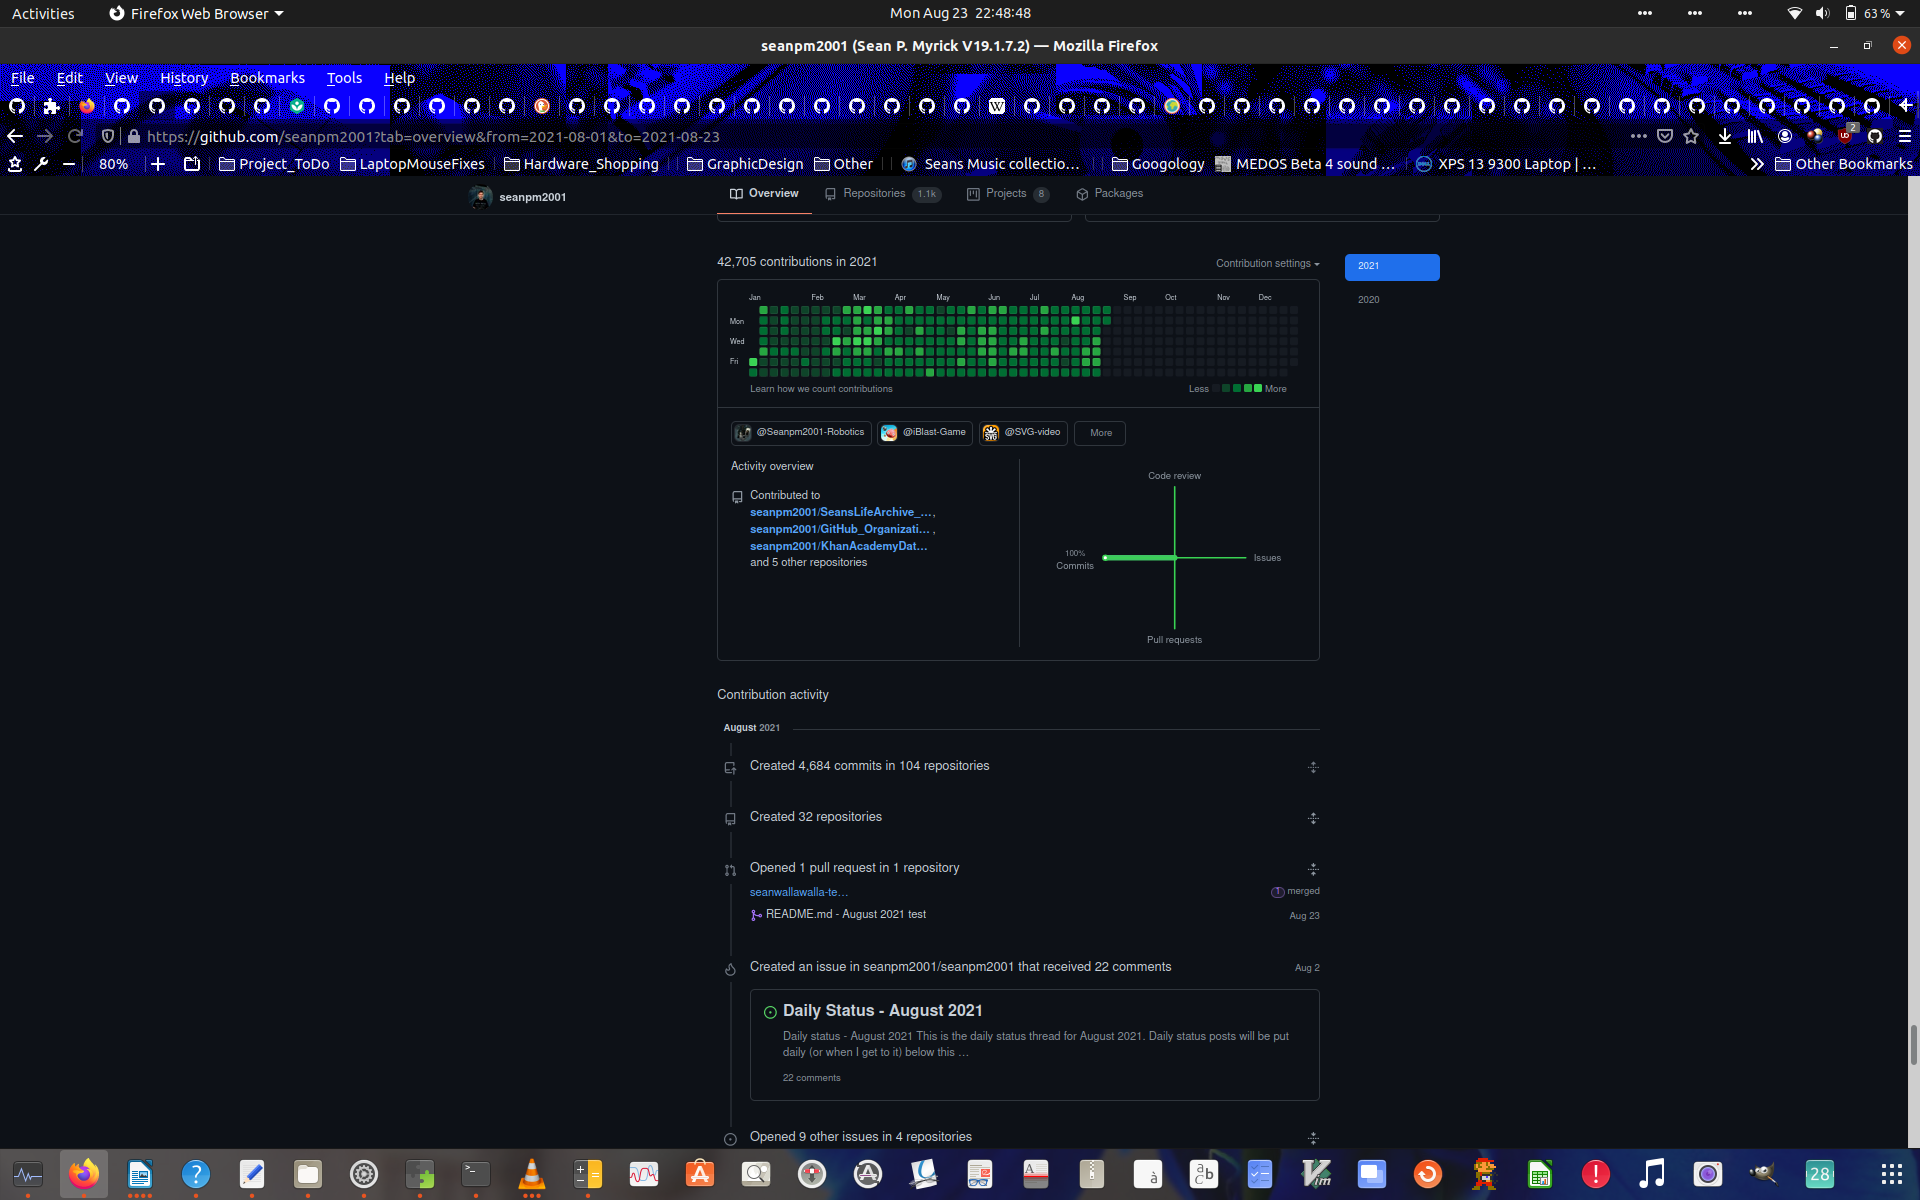 Activities
Firefox Web Browser
Mon Aug 23 22:48:48
63 %
seanpm2001 (Sean P. Myrick V19.1.7.2) — Mozilla Firefox
File Edit View History Bookmarks Tools Help
https://github.com/seanpm2001?tab=overview&from=2021-08-01&to=2021-08-23
2
80%
Project_ToDo
LaptopMouseFixes
Hardware_Shopping
GraphicDesign
Other
Seans Music collectio…
Googology
MEDOS Beta 4 sound …
XPS 13 9300 Laptop | …
Other Bookmarks
seanpm2001
Overview
Repositories 1.1k
Projects 8
Packages
42,705 contributions in 2021
Contribution settings
2021
2020
Jan Feb Mar Apr May Jun Jul Aug Sep Oct Nov Dec
Mon
Wed
Fri
Learn how we count contributions
Less
More
@Seanpm2001-Robotics
@iBlast-Game
@SVG-video
More
Activity overview
Contributed to
seanpm2001/SeansLifeArchive_…,
seanpm2001/GitHub_Organizati… ,
seanpm2001/KhanAcademyDat…
and 5 other repositories
Code review
100%
Commits
Issues
Pull requests
Contribution activity
August 2021
Created 4,684 commits in 104 repositories
Created 32 repositories
Opened 1 pull request in 1 repository
seanwallawalla-te…
1 merged
README.md - August 2021 test
Aug 23
Created an issue in seanpm2001/seanpm2001 that received 22 comments
Aug 2
Daily Status - August 2021
Daily status - August 2021 This is the daily status thread for August 2021. Daily status posts will be put
daily (or when I get to it) below this …
22 comments
Opened 9 other issues in 4 repositories
28